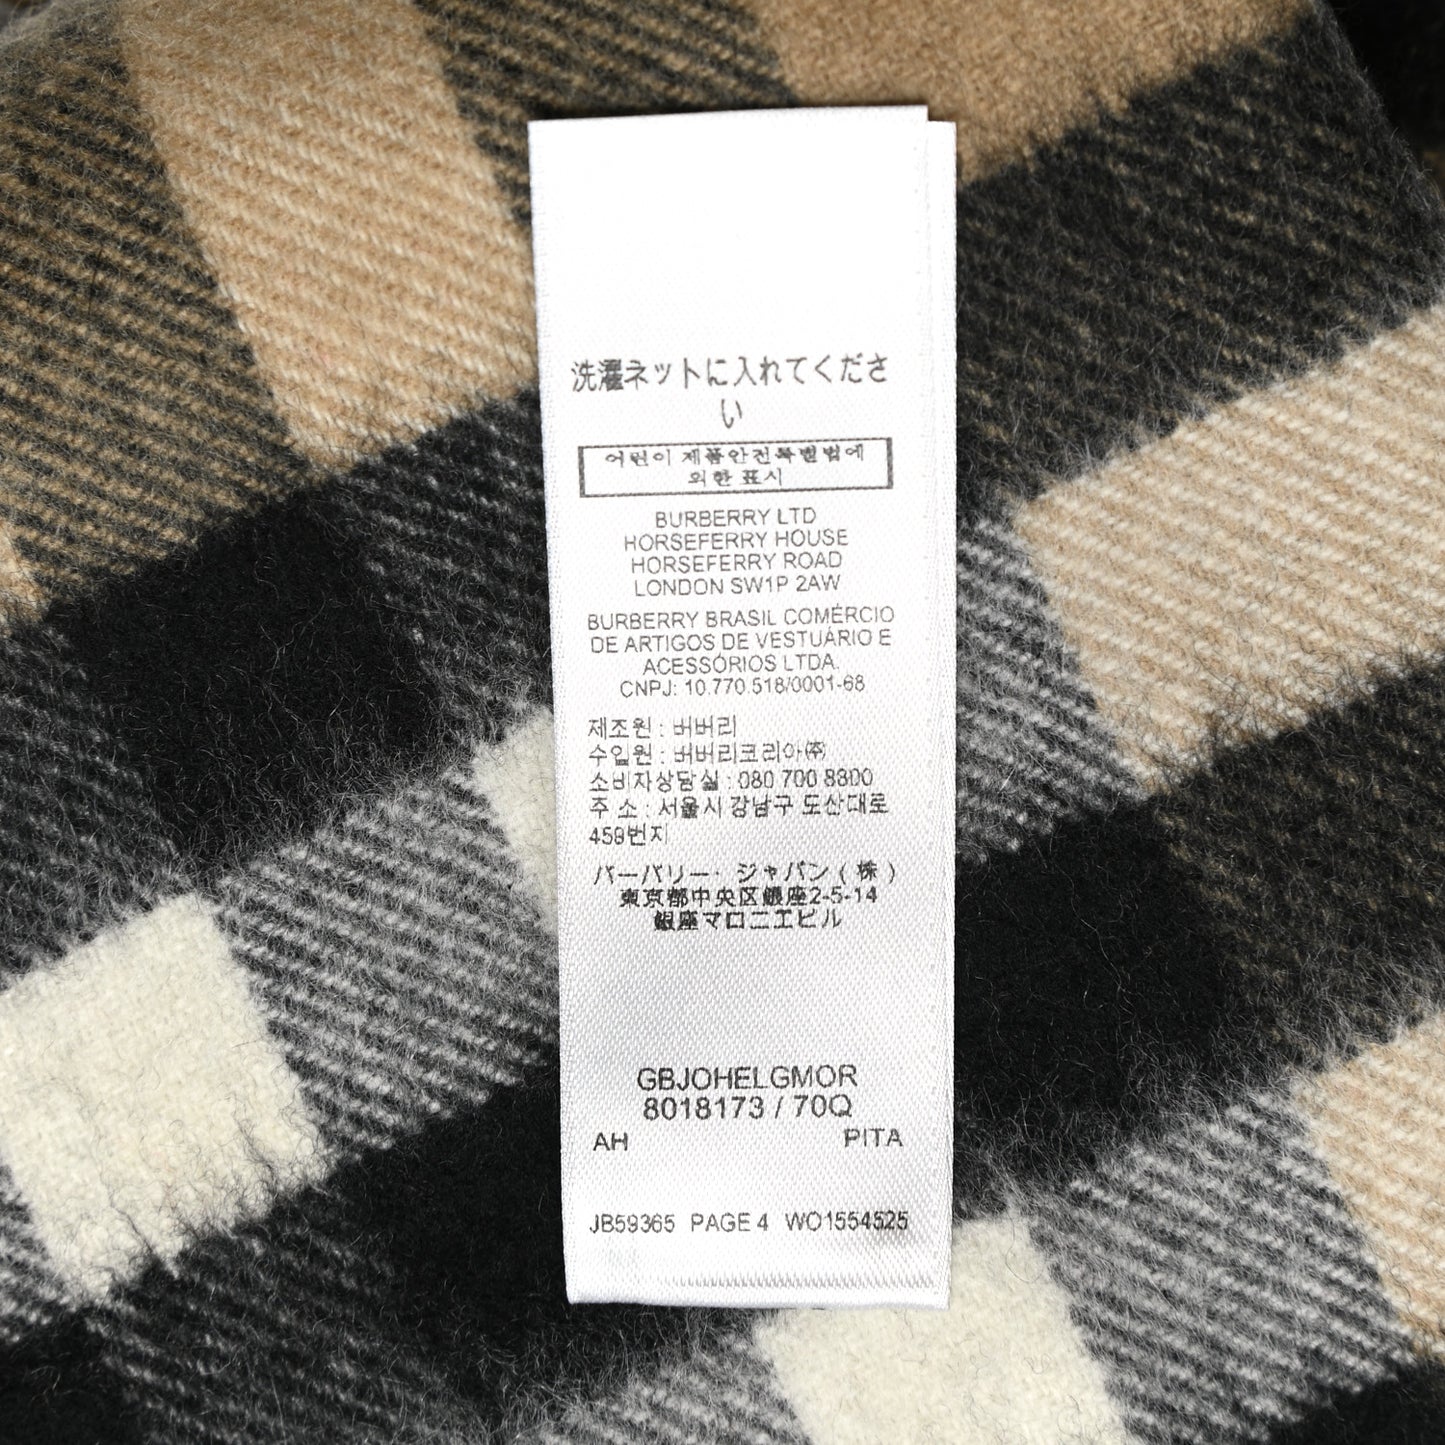 洗濯ネットに入れてくださ
い
어린이 제품안전특별법에
의한 표시
BURBERRY LTD
HORSEFERRY HOUSE
HORSEFERRY ROAD
LONDON SW1P 2AW
BURBERRY BRASIL COMÉRCIO
DE ARTIGOS DE VESTUÁRIO E
ACESSÓRIOS LTDA.
CNPJ: 10.770.518/0001-68
제조원 : 버버리
수입원 : 버버리코리아㈜
소비자상담실 : 080 700 8800
주 소 : 서울시 강남구 도산대로
459번지
バーバリー・ジャパン ( 株 )
東京都中央区銀座2-5-14
銀座マロニエビル
GBJOHELGMOR
8018173 / 70Q
AH PITA
JB59365 PAGE 4 WO1554525